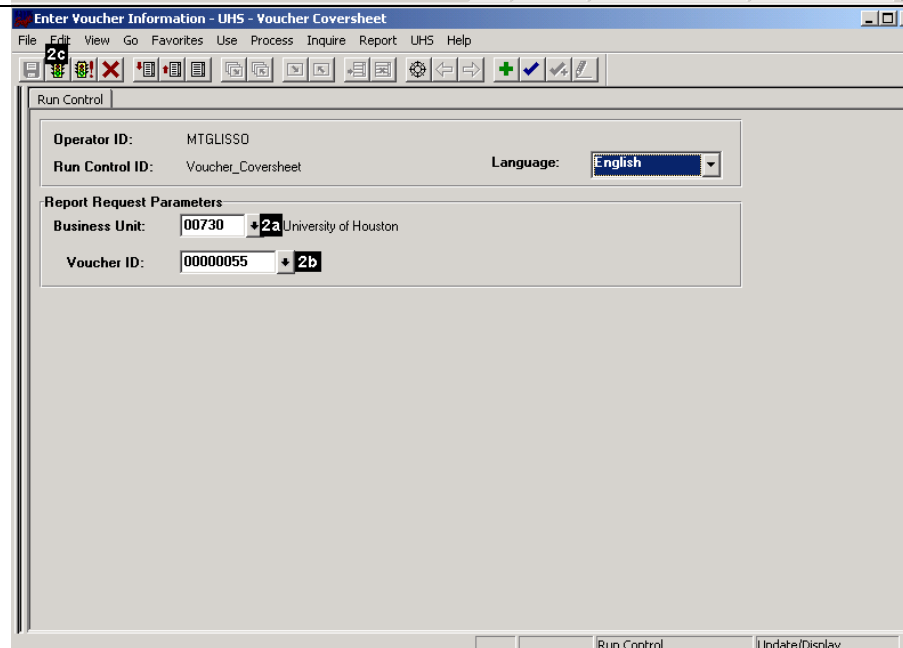 Enter Voucher Information - UHS - Voucher Coversheet
File Edit View Go Favorites Use Process Inquire Report UHS Help
2c
Run Control
Operator ID: MTGLISSO
Run Control ID: Voucher_Coversheet Language: English
Report Request Parameters
Business Unit: 00730 2a University of Houston
Voucher ID: 00000055 2b
Run Control Update/Display